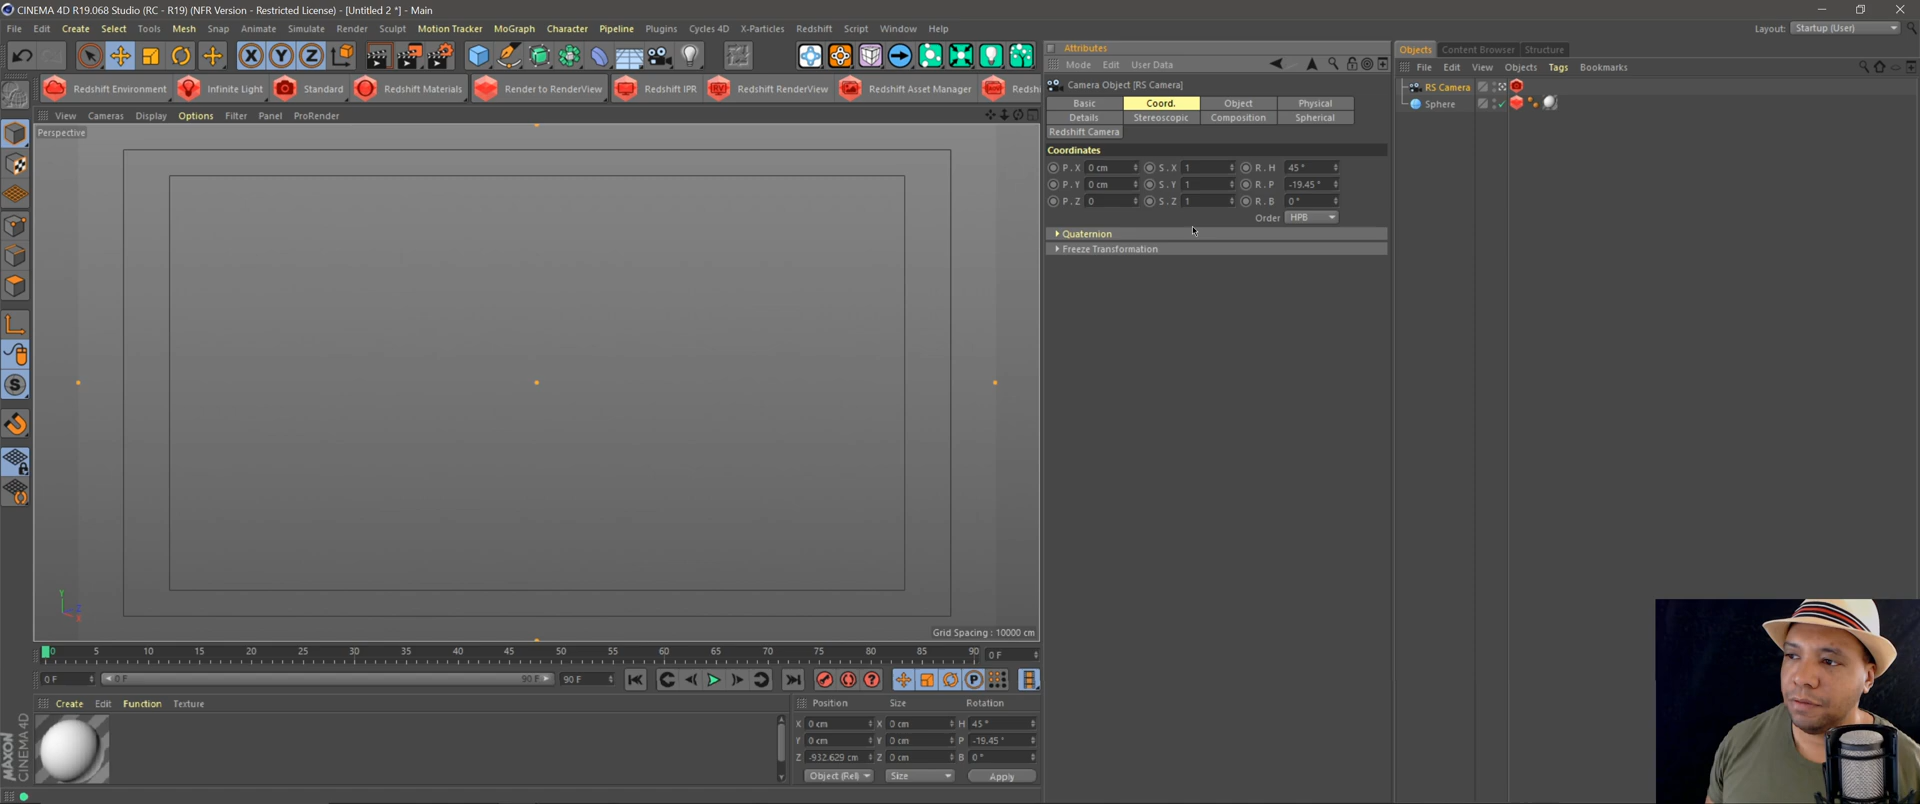 CINEMA 4D R19.068 Studio (RC - R19) (NFR Version - Restricted License) - [Untitled 2 *] - Main
File Edit Create Select Tools Mesh Snap Animate Simulate Render Sculpt Motion Tracker MoGraph Character Pipeline Plugins Cycles 4D X-Particles Redshift Script Window Help
Layout: Startup (User)
X Y Z
Redshift Environment Infinite Light Standard Redshift Materials Render to RenderView Redshift IPR Redshift RenderView Redshift Asset Manager Redsh
View Cameras Display Options Filter Panel ProRender
Perspective
Y
Z
X
Grid Spacing : 10000 cm
Attributes
Mode Edit User Data
Camera Object [RS Camera]
Basic Coord. Object Physical
Details Stereoscopic Composition Spherical
Redshift Camera
Coordinates
P . X 0 cm S . X 1 R . H 45 °
P . Y 0 cm S . Y 1 R . P -19.45 °
P . Z 0 S . Z 1 R . B 0 °
Order HPB
Quaternion
Freeze Transformation
Objects Content Browser Structure
File Edit View Objects Tags Bookmarks
RS Camera
Sphere
0 5 10 15 20 25 30 35 40 45 50 55 60 65 70 75 80 85 90 0 F
0 F 0 F 90 F 90 F
Create Edit Function Texture
Position Size Rotation
X 0 cm X 0 cm H 45 °
Y 0 cm Y 0 cm P -19.45 °
Z -932.629 cm Z 0 cm B 0 °
Object (Rel) Size Apply
MAXON
CINEMA 4D